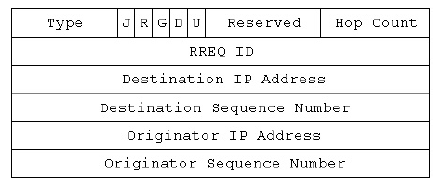 Type J R G D U Reserved Hop Count
RREQ ID
Destination IP Address
Destination Sequence Number
Originator IP Address
Originator Sequence Number